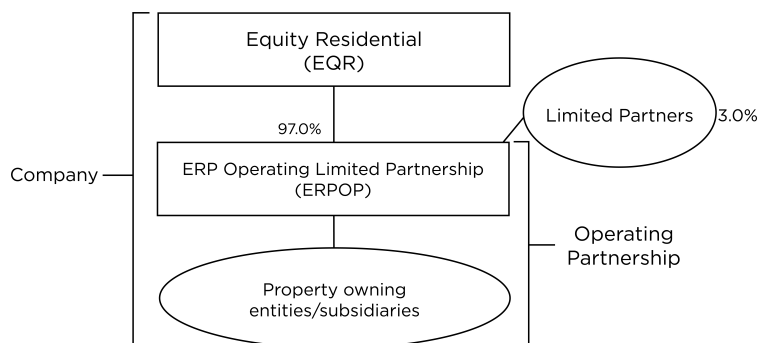 Equity Residential
(EQR)
Limited Partners
3.0%
97.0%
ERP Operating Limited Partnership
(ERPOP)
Company
Operating
Partnership
Property owning
entities/subsidiaries